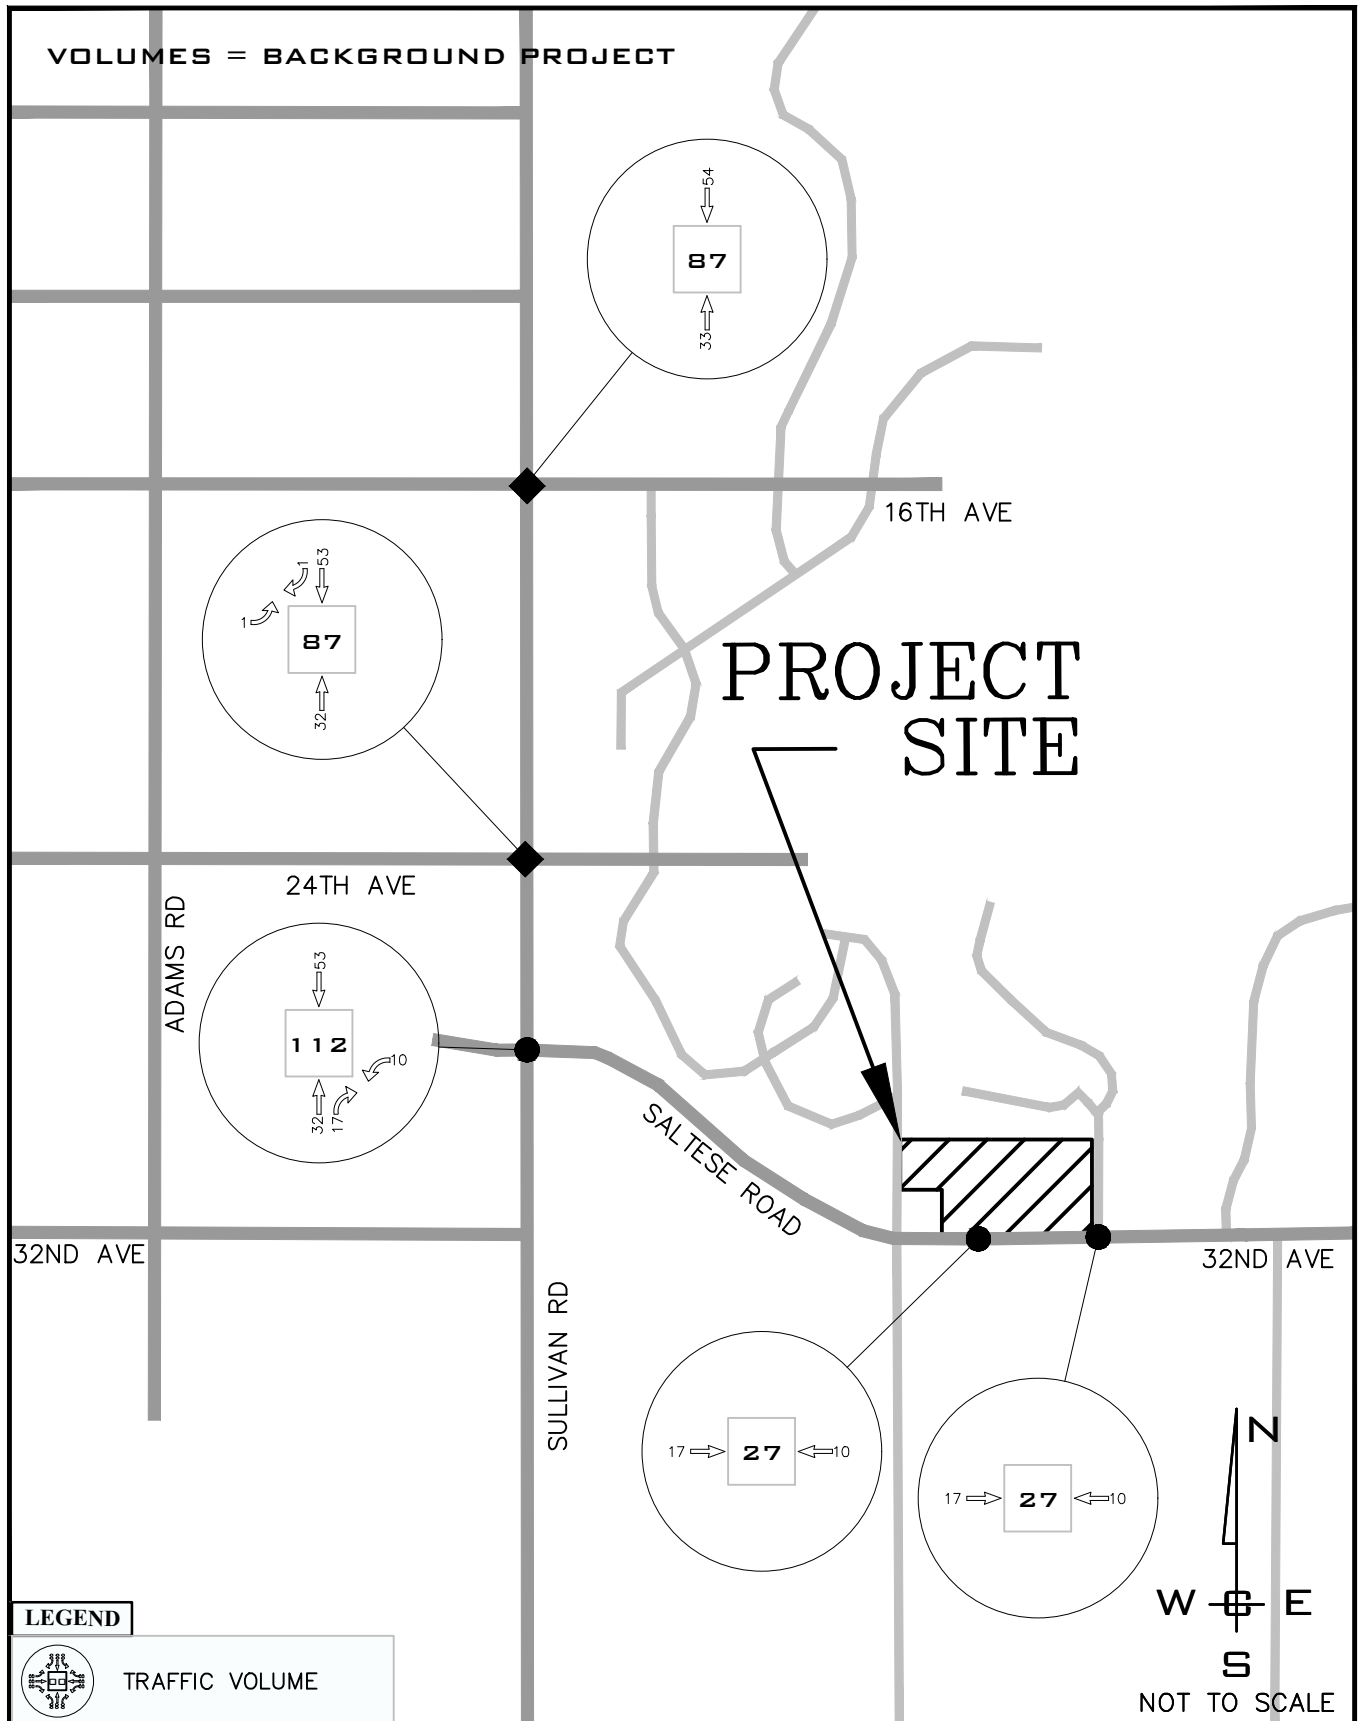 VOLUMES = BACKGROUND PROJECT
54
87
33
16TH AVE
1
53
1
87
32
PROJECT
SITE
24TH AVE
ADAMS RD
53
112
10
32
17
SALTESE ROAD
32ND AVE
32ND AVE
SULLIVAN RD
17
27
10
17
27
10
N
W
E
S
NOT TO SCALE
LEGEND
TRAFFIC VOLUME